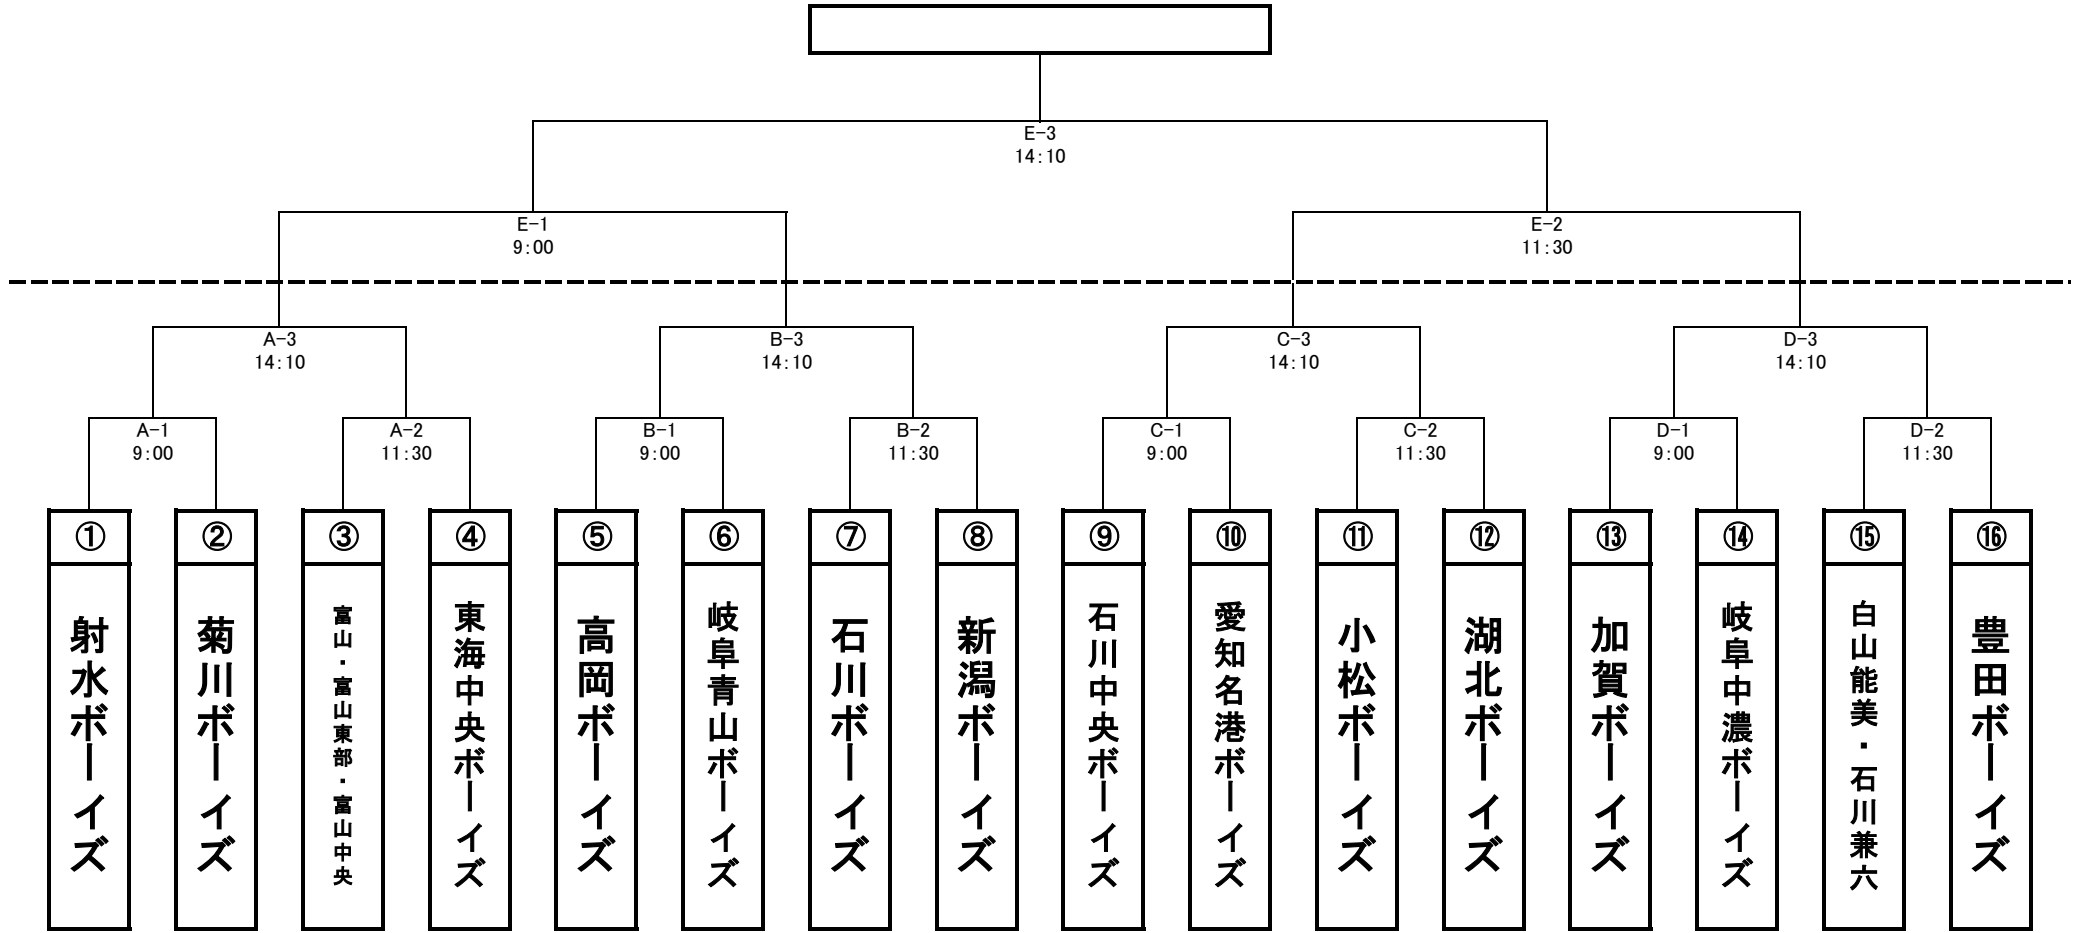 E-3
14:10
E-1
9:00
E-2
11:30
A-3
14:10
B-3
14:10
C-3
14:10
D-3
14:10
A-1
9:00
A-2
11:30
B-1
9:00
B-2
11:30
C-1
9:00
C-2
11:30
D-1
9:00
D-2
11:30
①
射水ボーイズ
②
菊川ボーイズ
③
富山・富山東部・富山中央
④
東海中央ボーイズ
⑤
高岡ボーイズ
⑥
岐阜青山ボーイズ
⑦
石川ボーイズ
⑧
新潟ボーイズ
⑨
石川中央ボーイズ
⑩
愛知名港ボーイズ
⑪
小松ボーイズ
⑫
湖北ボーイズ
⑬
加賀ボーイズ
⑭
岐阜中濃ボーイズ
⑮
白山能美・石川兼六
⑯
豊田ボーイズ